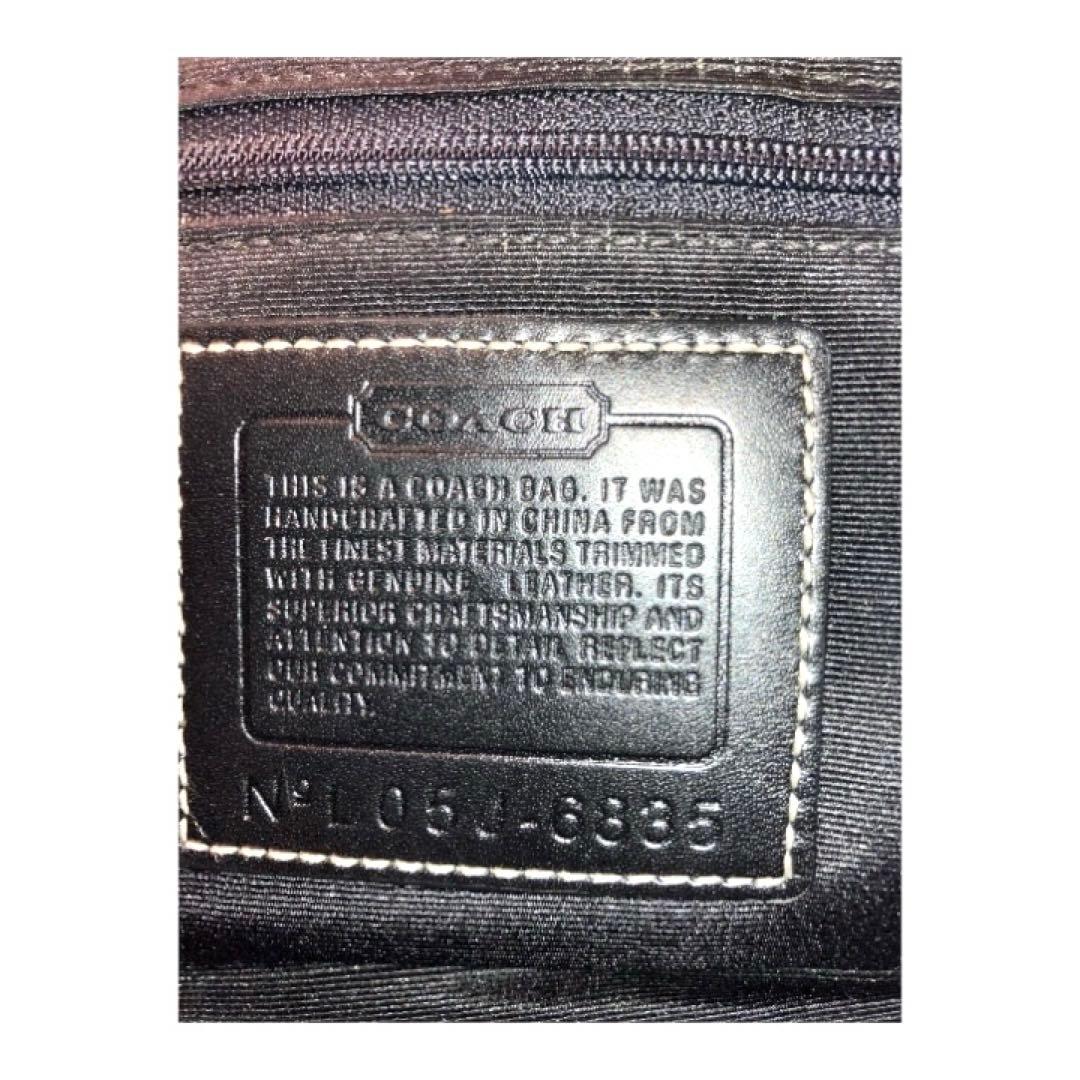 COACH
THIS IS A COACH BAG. IT WAS
HANDCRAFTED IN CHINA FROM
THE FINEST MATERIALS TRIMMED
WITH GENUINE LEATHER. ITS
SUPERIOR CRAFTSMANSHIP AND
ATTENTION TO DETAIL REFLECT
OUR COMMITMENT TO ENDURING
QUALITY.
Nº L05J-6885